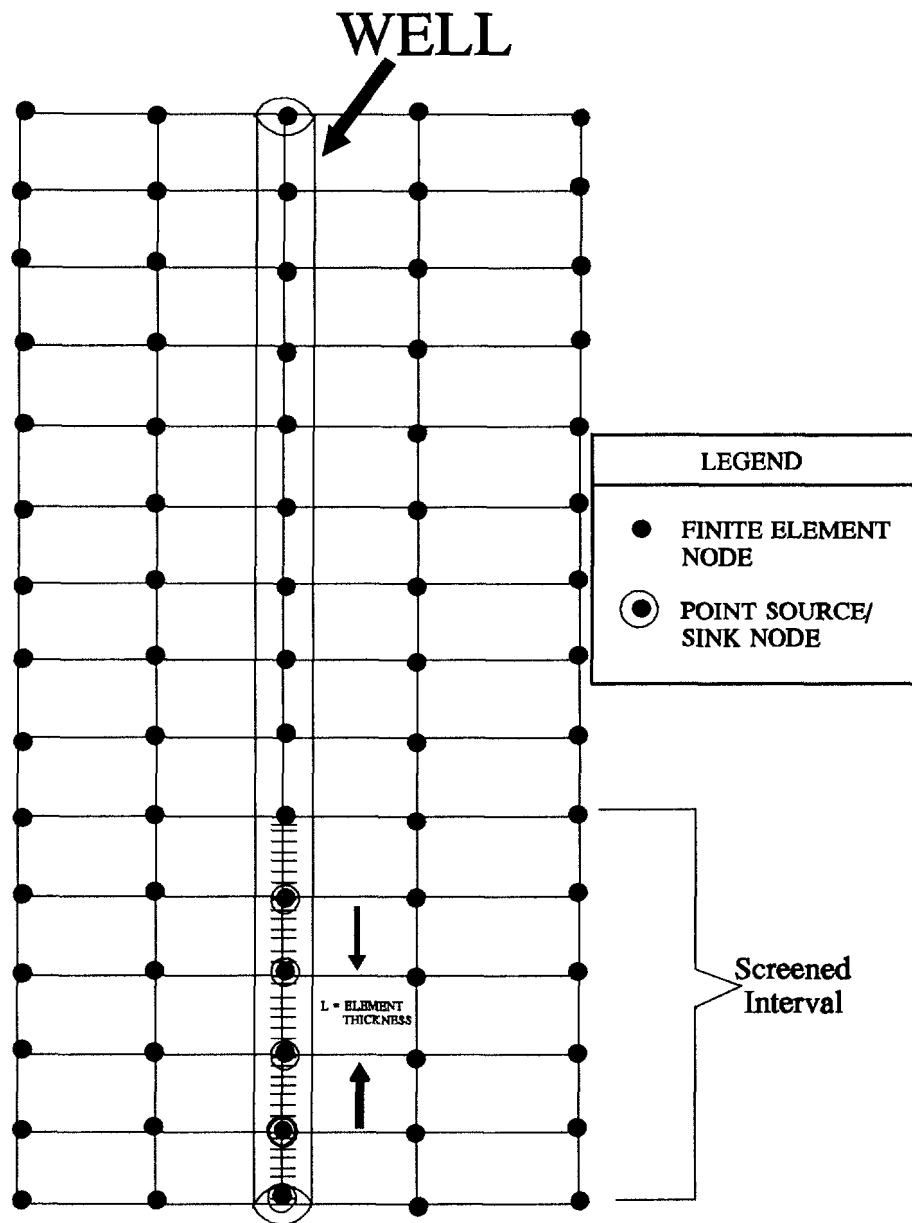 WELL
LEGEND
FINITE ELEMENT
NODE
POINT SOURCE/
SINK NODE
L = ELEMENT
THICKNESS
Screened
Interval